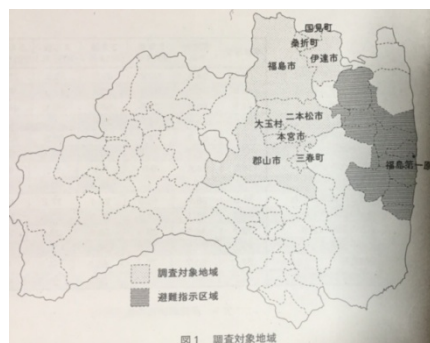 国見町
桑折町
伊達市
福島市
二本松市
大玉村
本宮市
郡山市
三春町
福島第一原
調査対象地域
避難指示区域
図1 調査対象地域